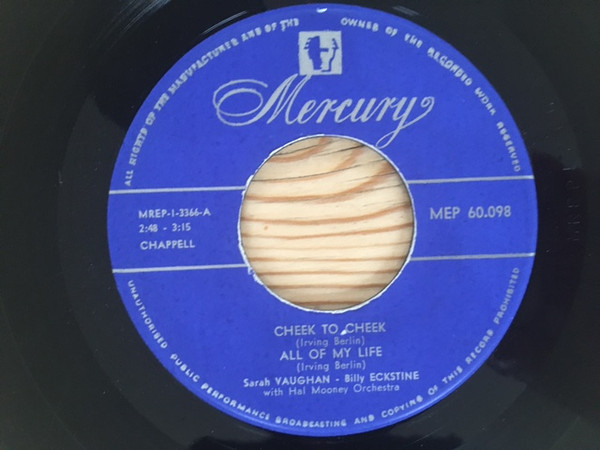 ALL RIGHTS OF THE MANUFACTURER AND OF THE OWNER OF THE RECORDED WORK RESERVED
Mercury
MREP-1-3366-A
2:48 - 3:15
CHAPPELL
MEP 60.098
CHEEK TO CHEEK
(Irving Berlin)
ALL OF MY LIFE
(Irving Berlin)
Sarah VAUGHAN - Billy ECKSTINE
with Hal Mooney Orchestra
UNAUTHORISED PUBLIC PERFORMANCE BROADCASTING AND COPYING OF THIS RECORD PROHIBITED